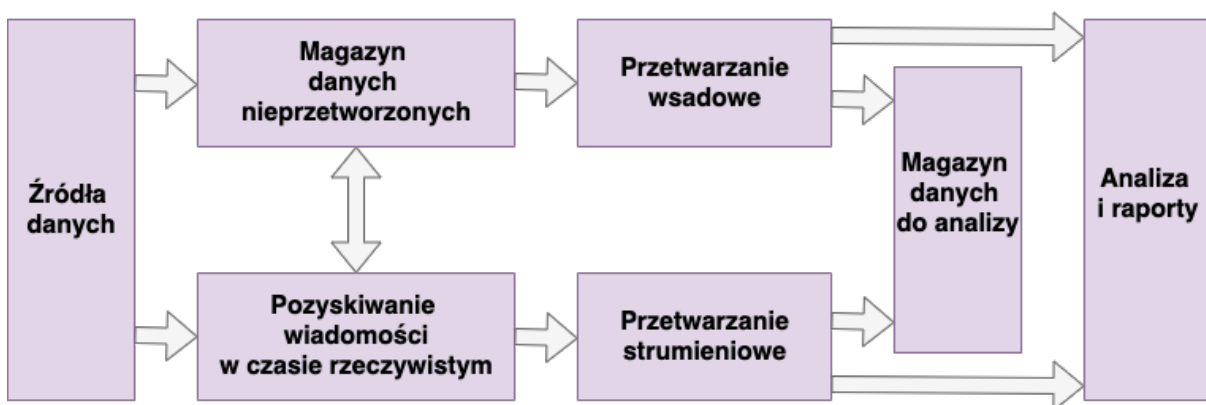 Źródła
danych
Magazyn
danych
nieprzetworzonych
Pozyskiwanie
wiadomości
w czasie rzeczywistym
Przetwarzanie
wsadowe
Przetwarzanie
strumieniowe
Magazyn
danych
do analizy
Analiza
i raporty